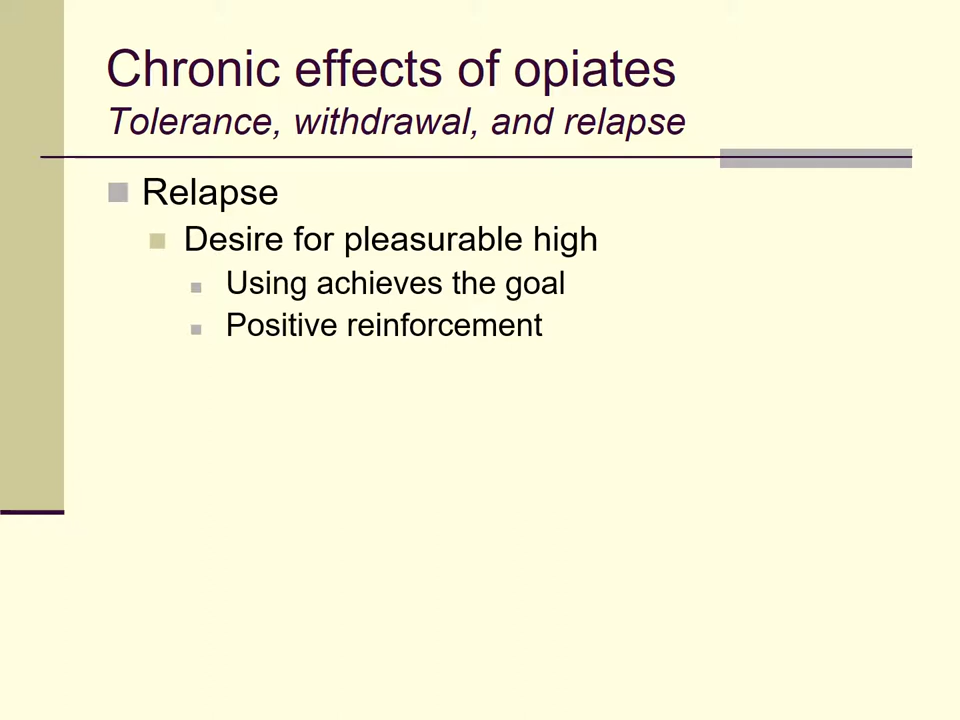 Chronic effects of opiates
Tolerance, withdrawal, and relapse
Relapse
Desire for pleasurable high
Using achieves the goal
Positive reinforcement